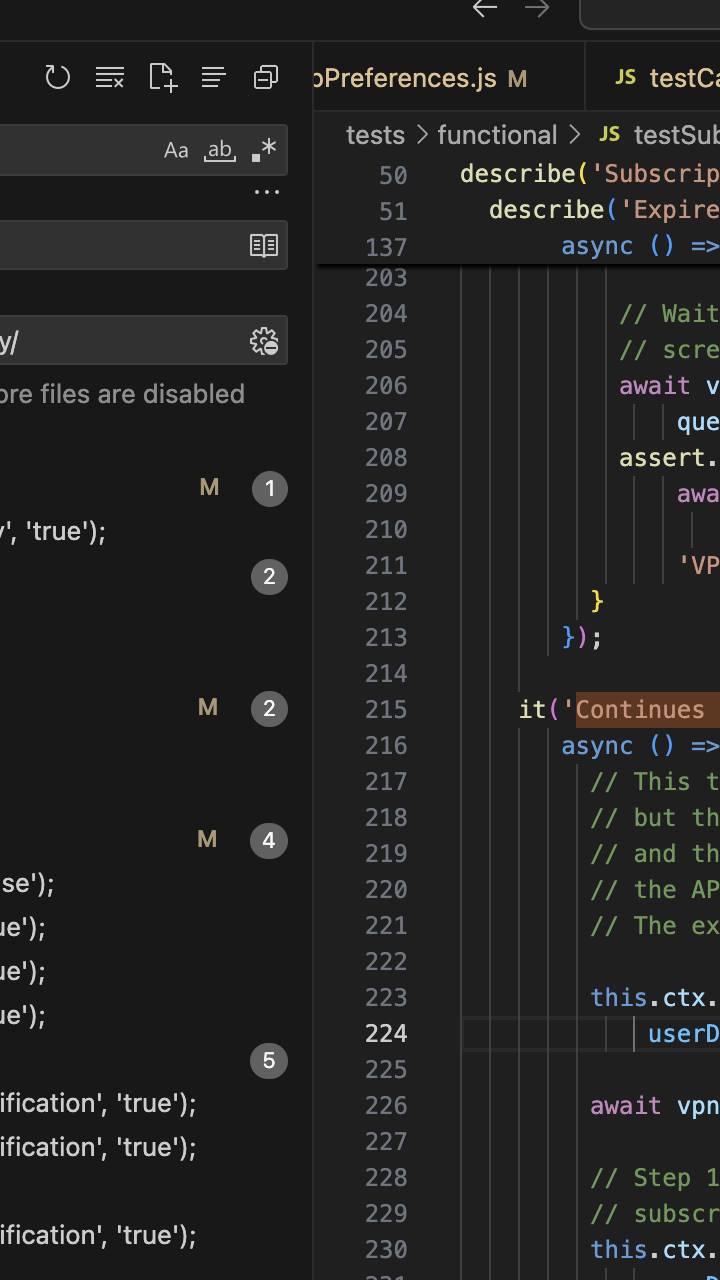 pPreferences.js M
JS testCa
Aa ab .*
...
tests > functional > JS testSub
50 describe('Subscrip
51 describe('Expire
137 async () =>
203
y/
204 // Wait
205 // scre
ore files are disabled
206 await v
207 que
208 assert.
M 1
209 awa
y', 'true');
210
2
211 'VP
212 }
213 });
214
M 2
215 it('Continues
216 async () =>
217 // This t
218 // but th
M 4
219 // and th
se');
220 // the AP
ue');
221 // The ex
ue');
222
ue');
223 this.ctx.
224 userD
5
225
ification', 'true');
226 await vpn
ification', 'true');
227
228 // Step 1
229 // subscr
ification', 'true');
230 this.ctx.
231